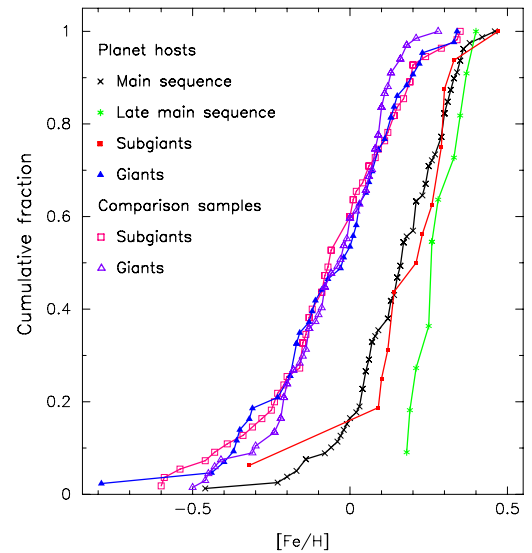 Planet hosts
Main sequence
Late main sequence
Subgiants
Giants
Comparison samples
Subgiants
Giants
Cumulative fraction
1
0.8
0.6
0.4
0.2
0
−0.5
0
0.5
[Fe/H]